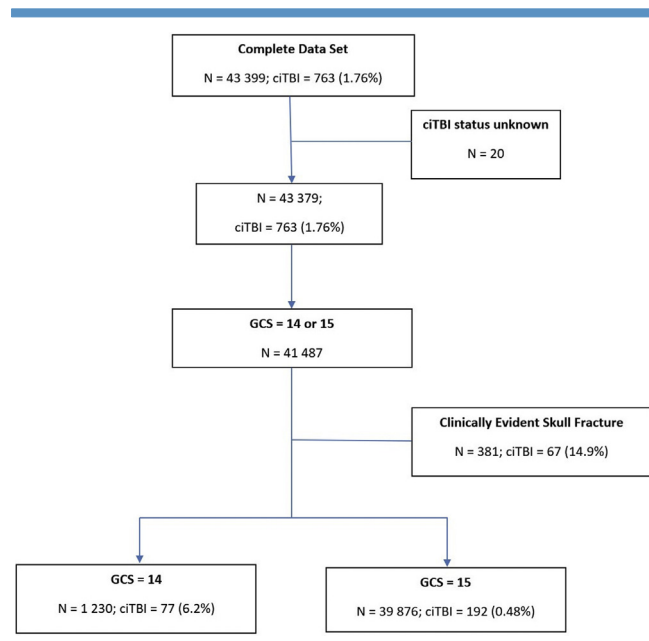 Complete Data Set
N = 43 399; ciTBI = 763 (1.76%)
ciTBI status unknown
N = 20
N = 43 379;
ciTBI = 763 (1.76%)
GCS = 14 or 15
N = 41 487
Clinically Evident Skull Fracture
N = 381; ciTBI = 67 (14.9%)
GCS = 14
N = 1 230; ciTBI = 77 (6.2%)
GCS = 15
N = 39 876; ciTBI = 192 (0.48%)